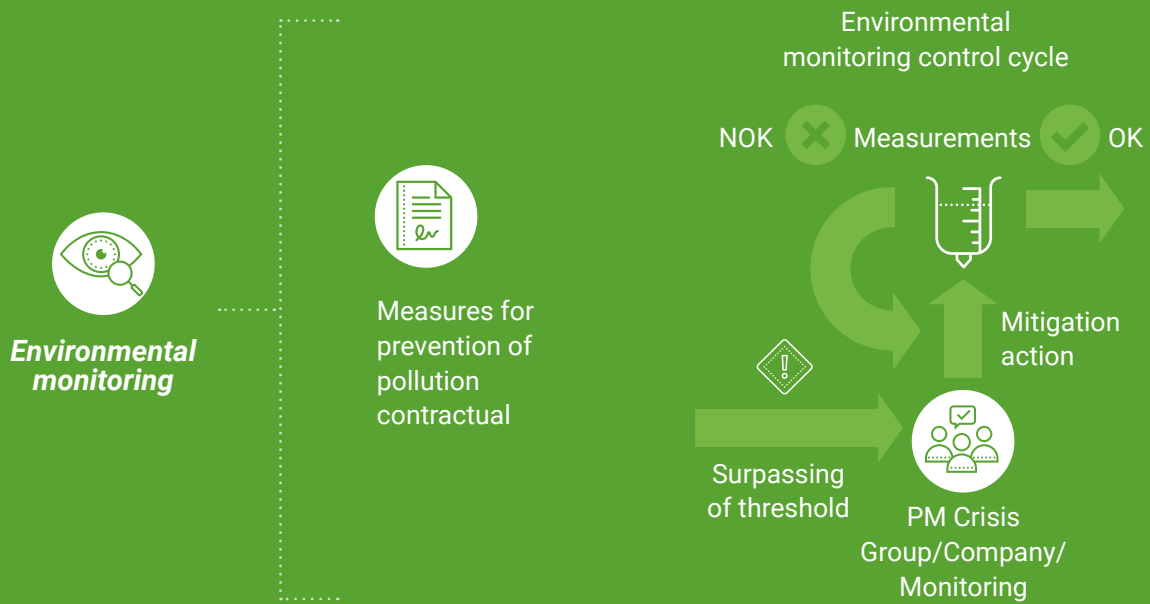 Environmental
monitoring
Measures for
prevention of
pollution
contractual
Environmental
monitoring control cycle
NOK
Measurements
OK
Mitigation
action
Surpassing
of threshold
PM Crisis
Group/Company/
Monitoring